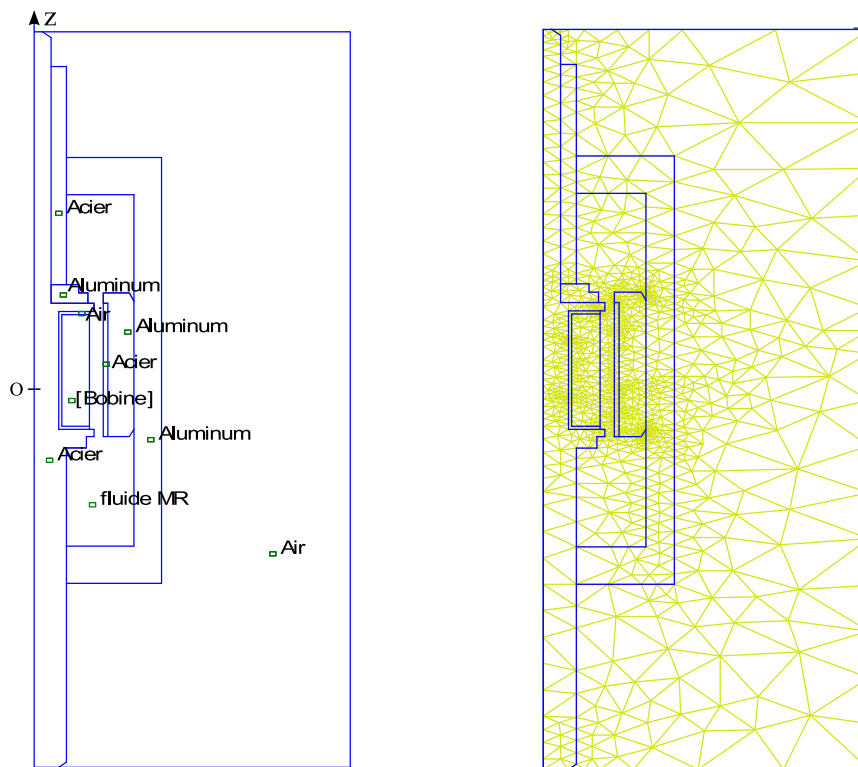 Z
Acier
Aluminum
Air
Aluminum
Acier
O
[Bobine]
Aluminum
Acier
fluide MR
Air